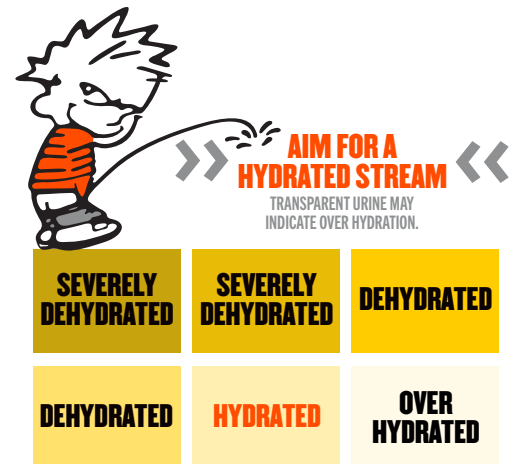 AIM FOR A
HYDRATED STREAM
TRANSPARENT URINE MAY
INDICATE OVER HYDRATION.
SEVERELY
DEHYDRATED
SEVERELY
DEHYDRATED
DEHYDRATED
DEHYDRATED
HYDRATED
OVER
HYDRATED